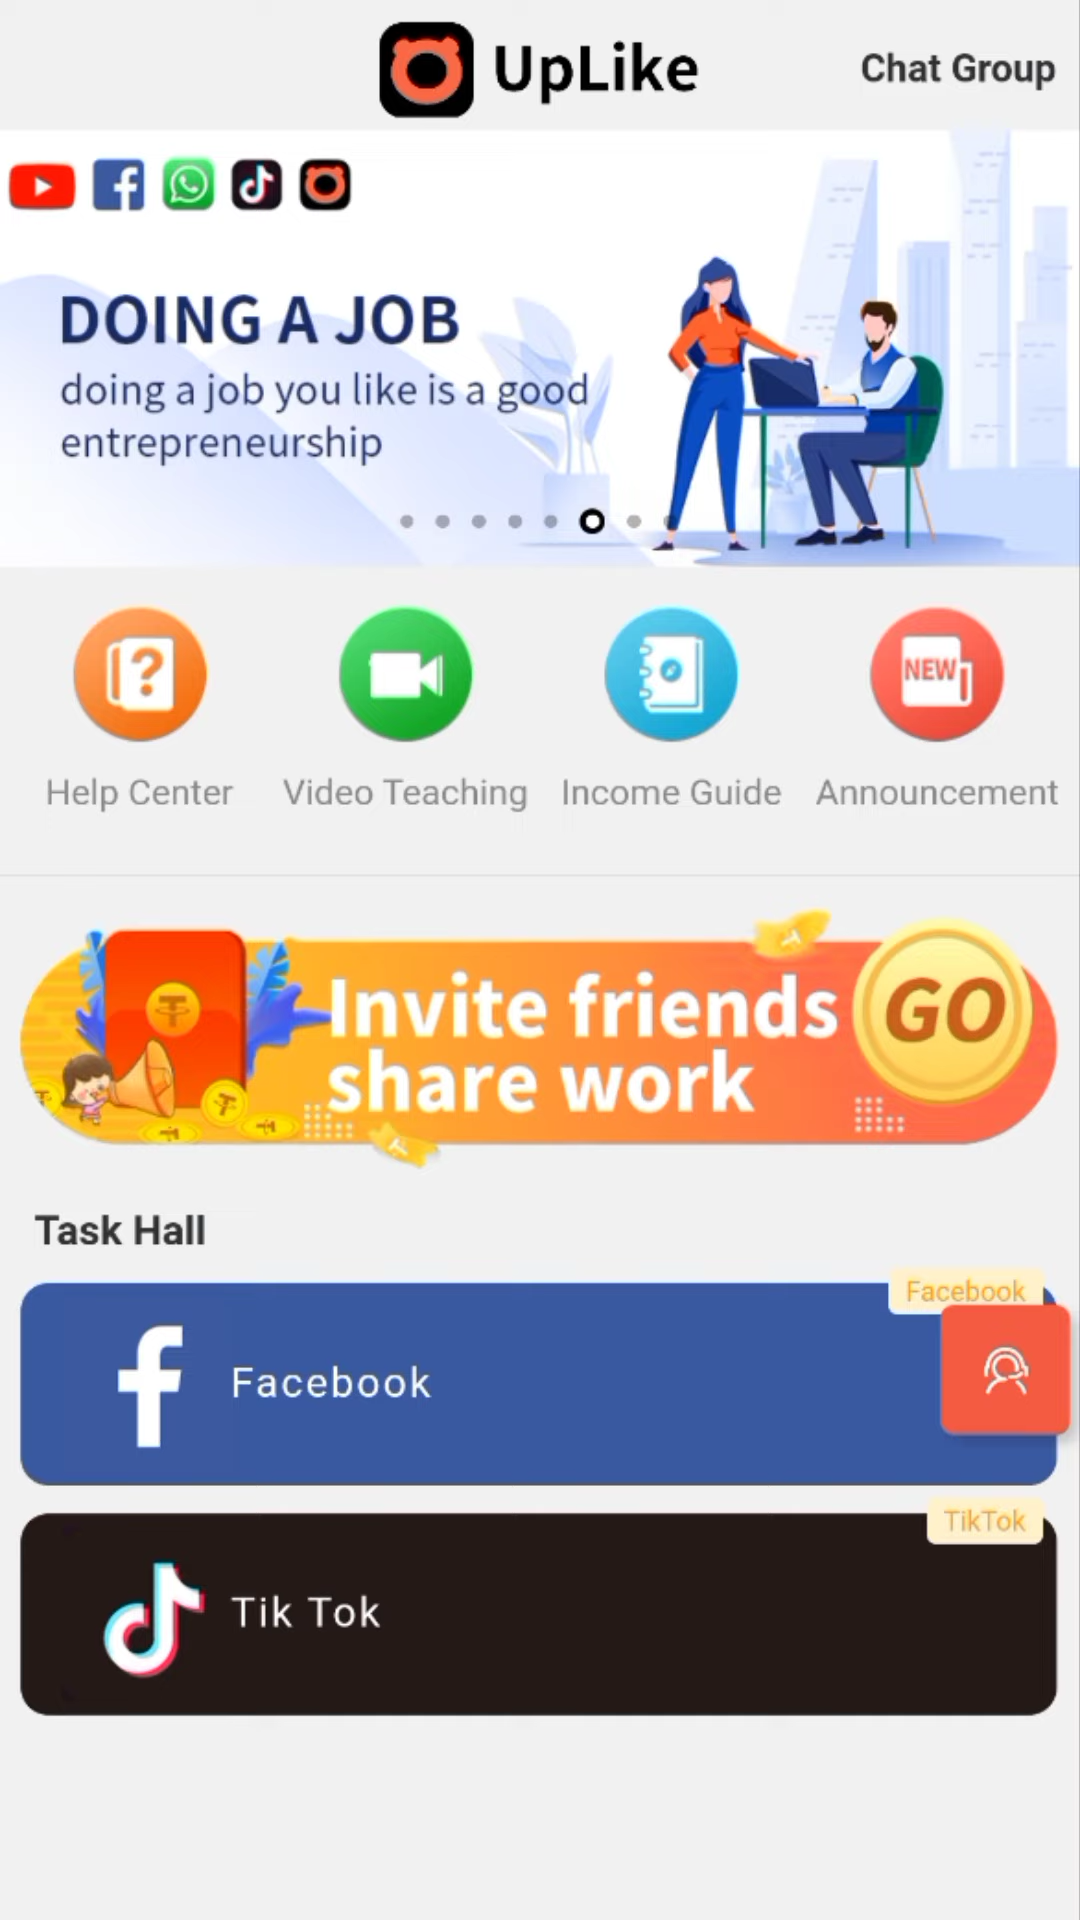 UpLike
Chat Group
DOING A JOB
doing a job you like is a good
entrepreneurship
NEW
Help Center
Video Teaching
Income Guide
Announcement
Invite friends
share work
GO
Task Hall
Facebook
Facebook
TikTok
Tik Tok